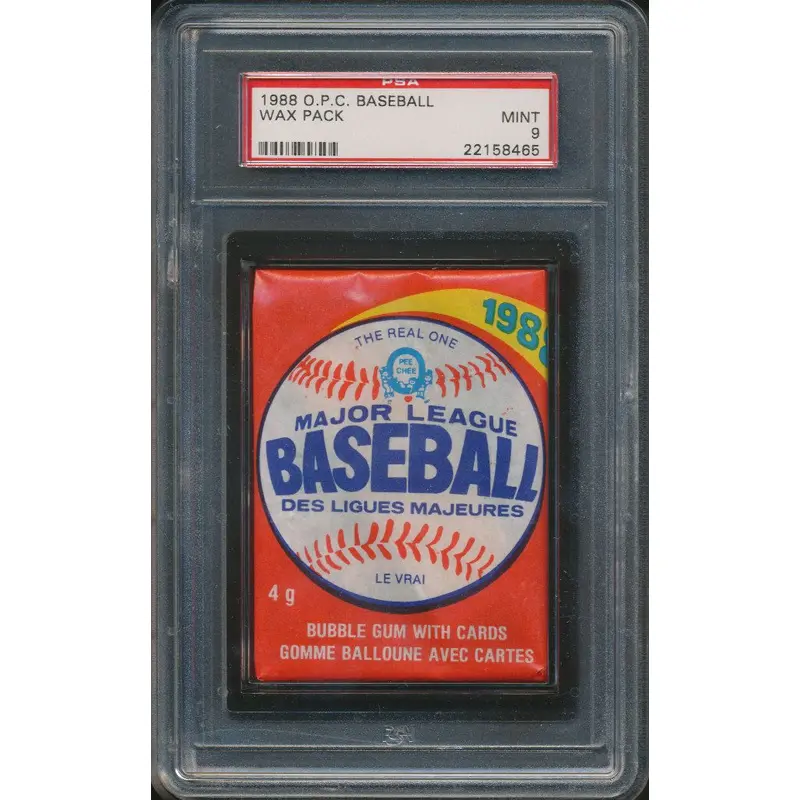 PSA
1988 O.P.C. BASEBALL
WAX PACK
MINT
9
22158465
1988
THE REAL ONE
PEE
CHEE
MAJOR LEAGUE
BASEBALL
DES LIGUES MAJEURES
LE VRAI
4 g
BUBBLE GUM WITH CARDS
GOMME BALLOUNE AVEC CARTES